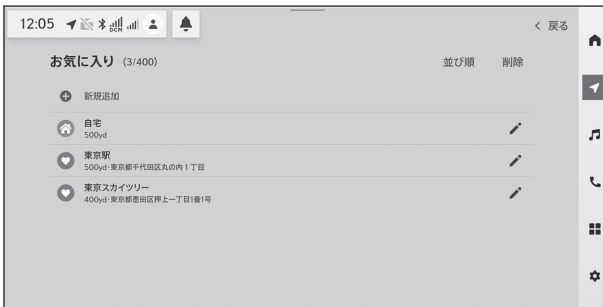 12:05
DCM
戻る
お気に入り (3/400)
並び順 削除
新規追加
自宅
500yd
東京駅
500yd·東京都千代田区丸の内1丁目
東京スカイツリー
400yd·東京都墨田区押上一丁目1番1号